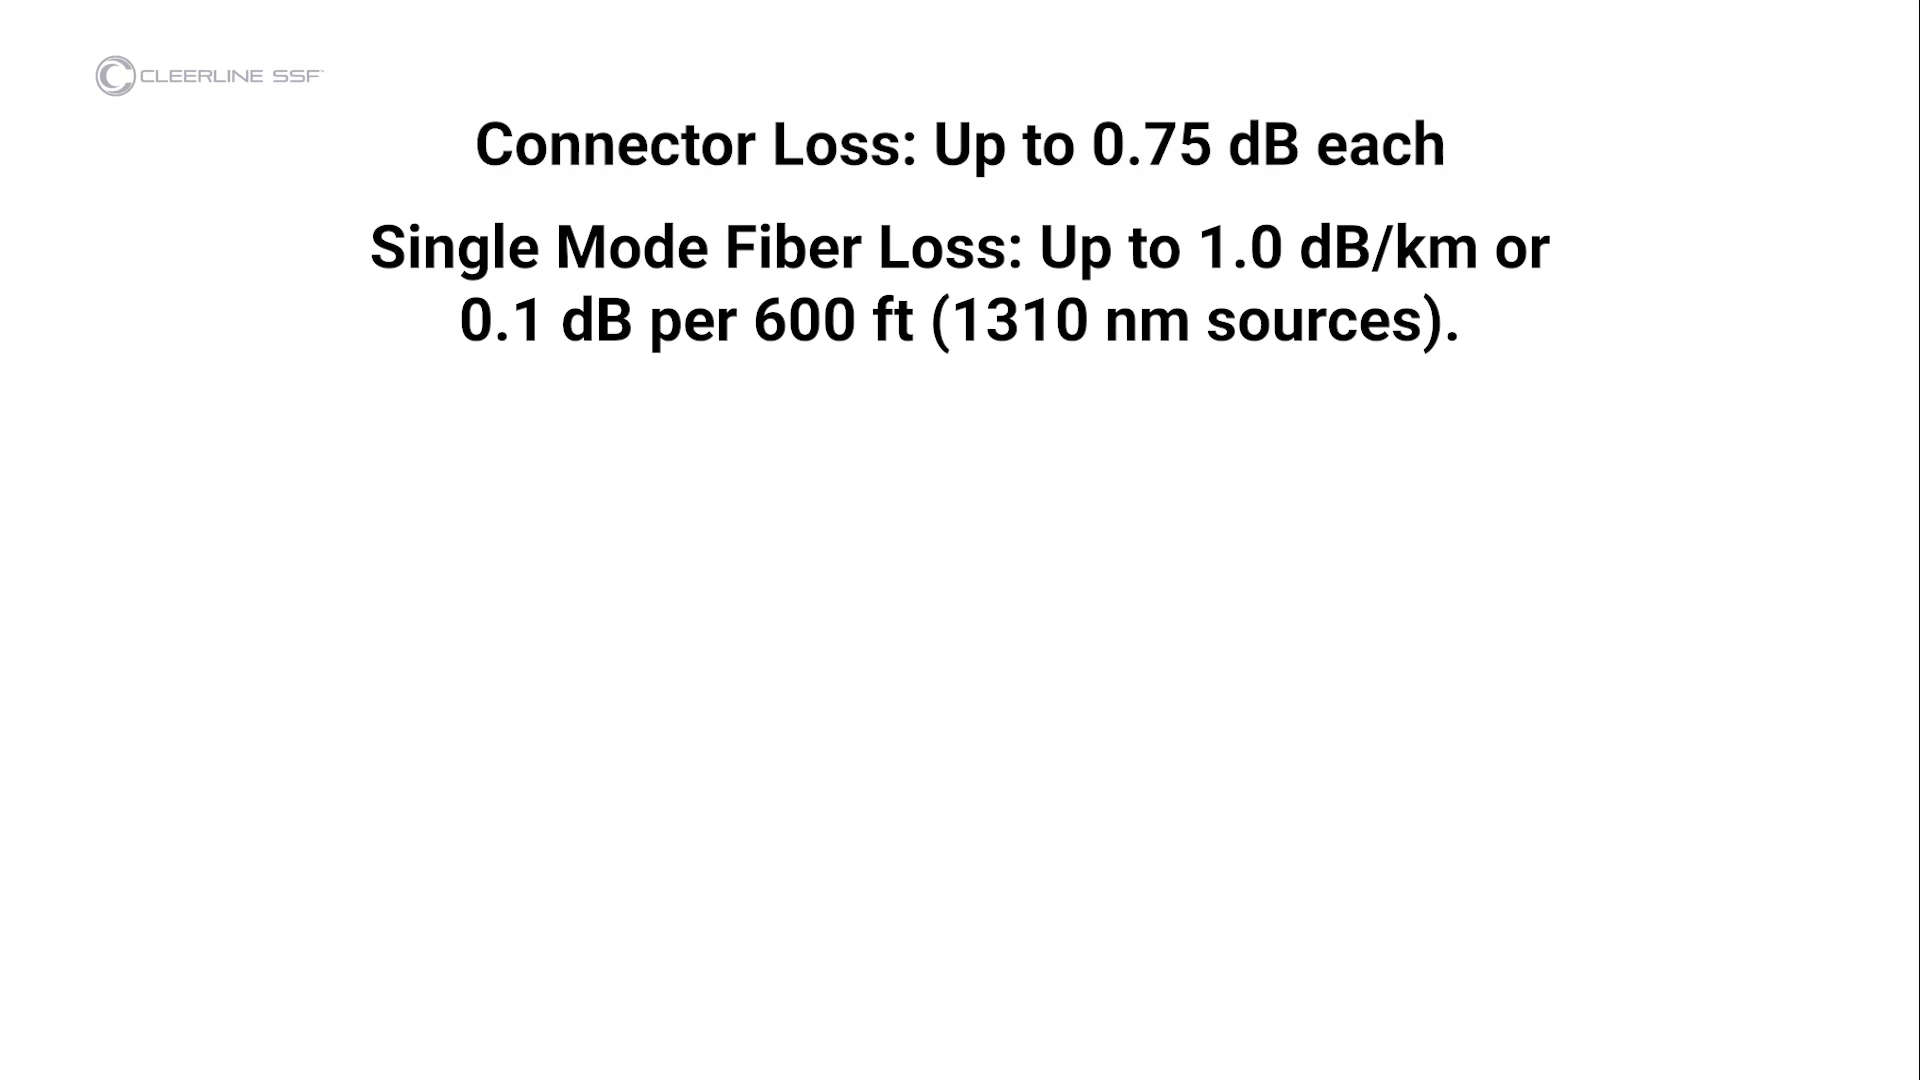 CLEERLINE SSF™
Connector Loss: Up to 0.75 dB each
Single Mode Fiber Loss: Up to 1.0 dB/km or
0.1 dB per 600 ft (1310 nm sources).